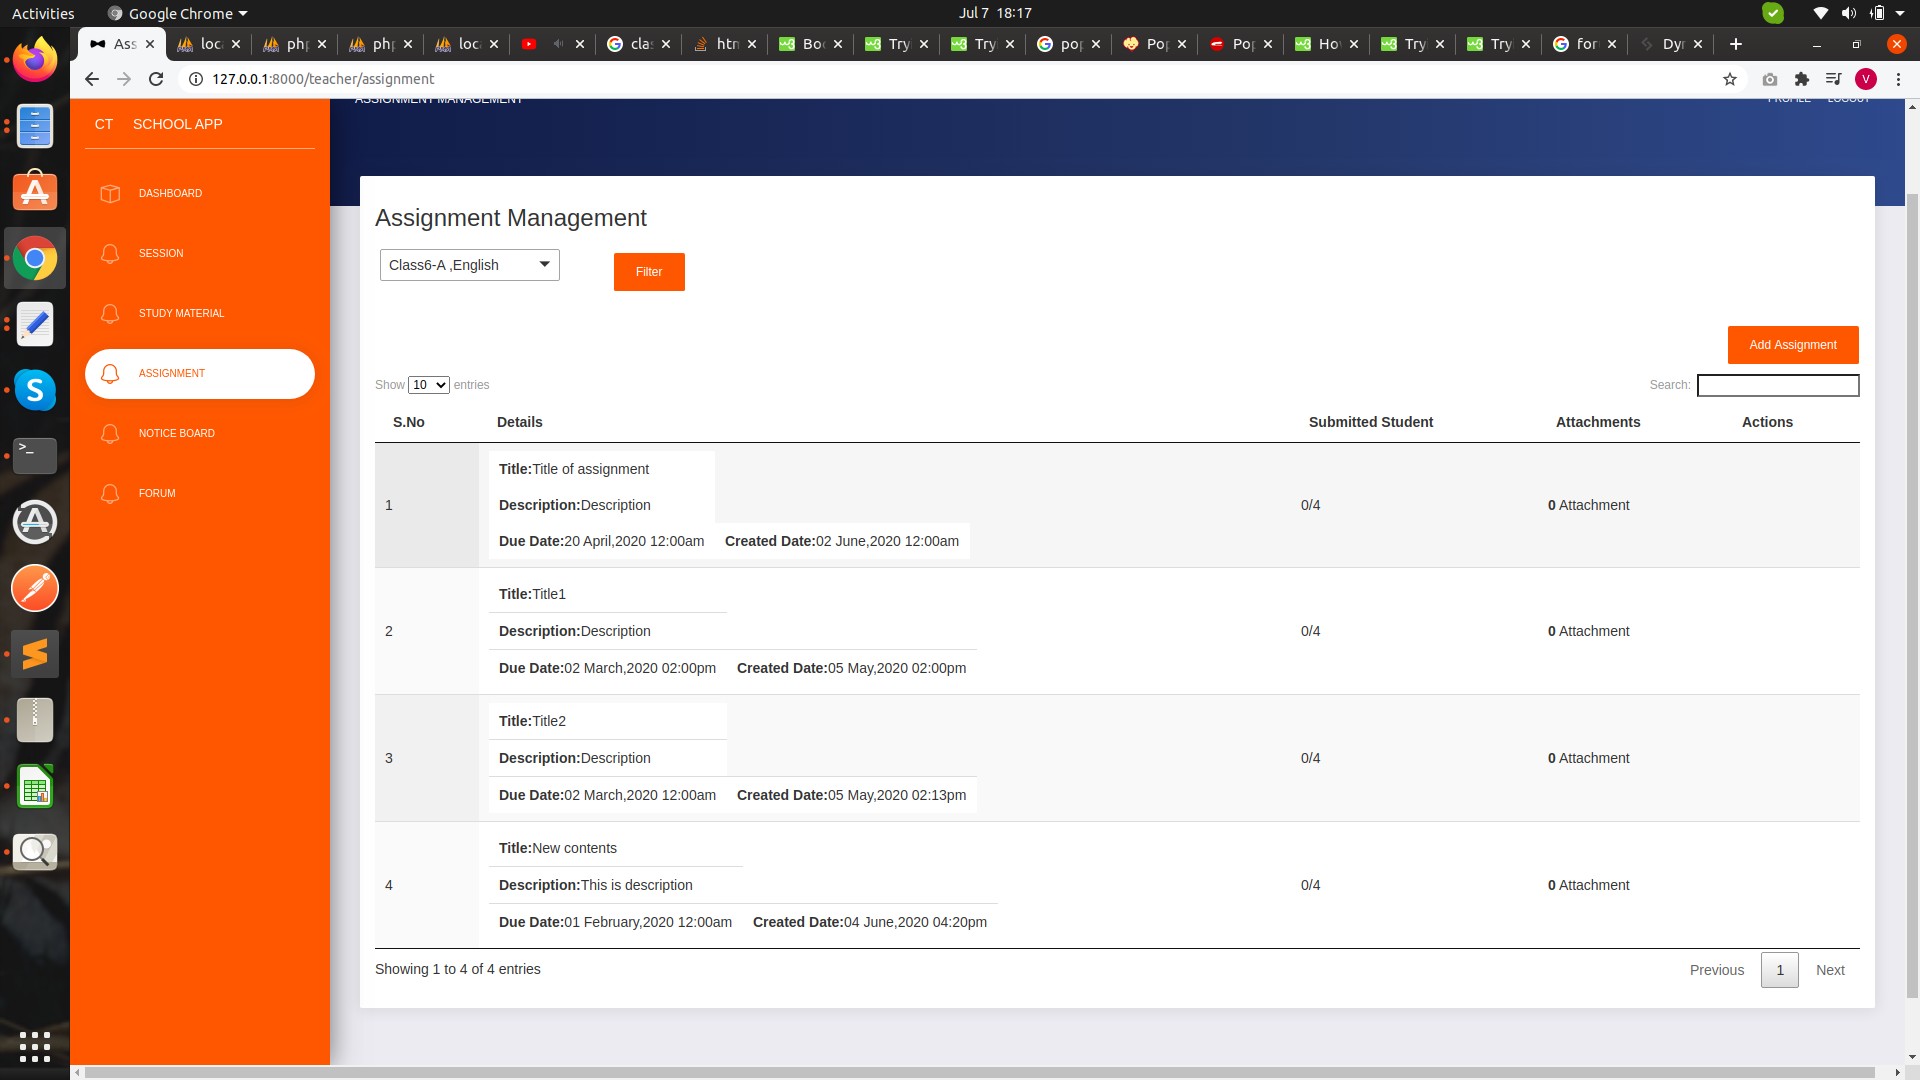 Activities Google Chrome Jul 7 18:17
Ass loc php php loc clas htm Boo Try Try pop Pop Pop Hov Try Try for Dyr
127.0.0.1:8000/teacher/assignment V
ASSIGNMENT MANAGEMENT PROFILE LOGOUT
CT SCHOOL APP
DASHBOARD
SESSION
STUDY MATERIAL
ASSIGNMENT
NOTICE BOARD
FORUM
Assignment Management
Class6-A ,English Filter
Add Assignment
Show 10 entries Search:
S.No Details Submitted Student Attachments Actions
Title:Title of assignment
1 Description:Description 0/4 0 Attachment
Due Date:20 April,2020 12:00am Created Date:02 June,2020 12:00am
Title:Title1
2 Description:Description 0/4 0 Attachment
Due Date:02 March,2020 02:00pm Created Date:05 May,2020 02:00pm
Title:Title2
3 Description:Description 0/4 0 Attachment
Due Date:02 March,2020 12:00am Created Date:05 May,2020 02:13pm
Title:New contents
4 Description:This is description 0/4 0 Attachment
Due Date:01 February,2020 12:00am Created Date:04 June,2020 04:20pm
Showing 1 to 4 of 4 entries Previous 1 Next